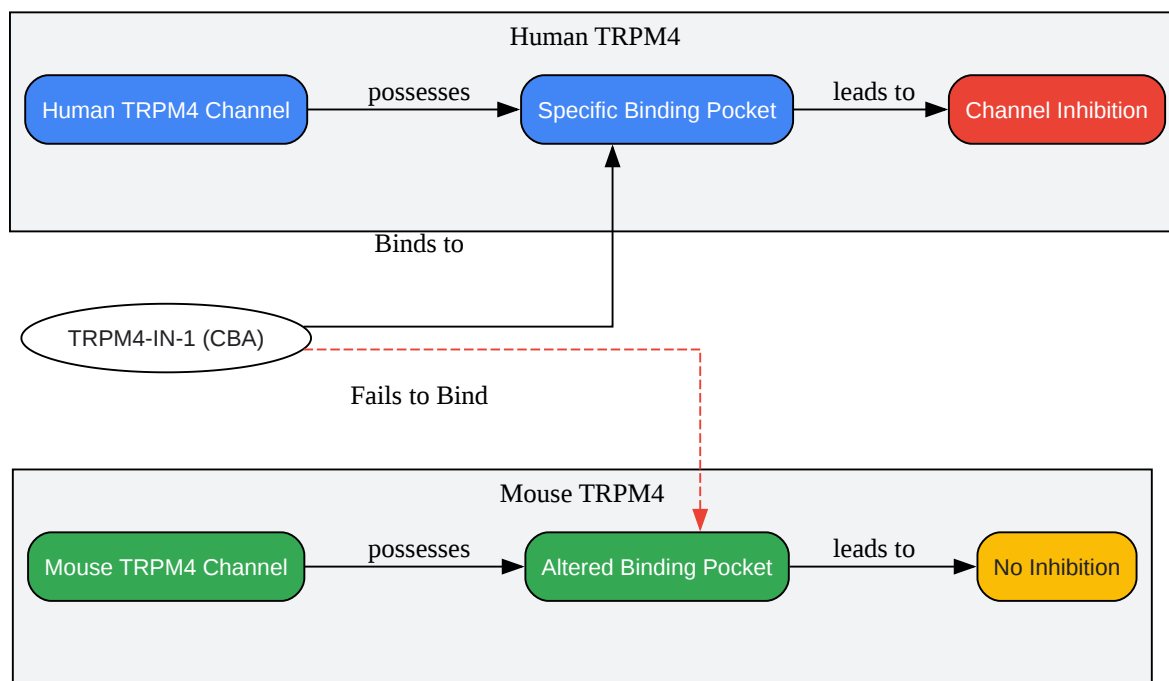 Human TRPM4
Human TRPM4 Channel
possesses
Specific Binding Pocket
leads to
Channel Inhibition
Binds to
TRPM4-IN-1 (CBA)
Fails to Bind
Mouse TRPM4
Mouse TRPM4 Channel
possesses
Altered Binding Pocket
leads to
No Inhibition